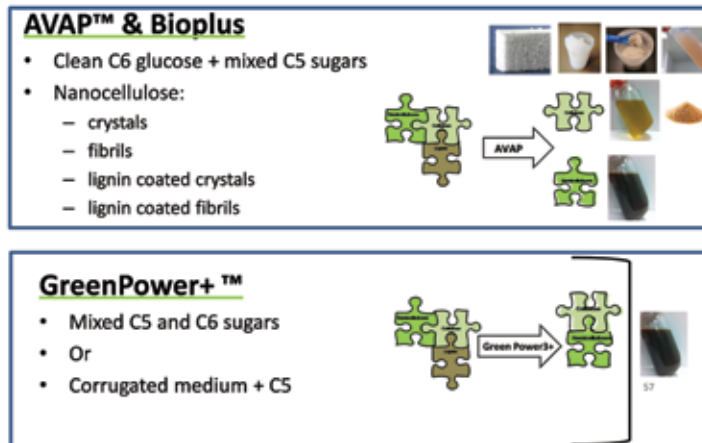 AVAP™ & Bioplus
• Clean C6 glucose + mixed C5 sugars
• Nanocellulose:
– crystals
– fibrils
– lignin coated crystals
– lignin coated fibrils
AVAP
GreenPower+ ™
• Mixed C5 and C6 sugars
• Or
• Corrugated medium + C5
Green Power3+
57